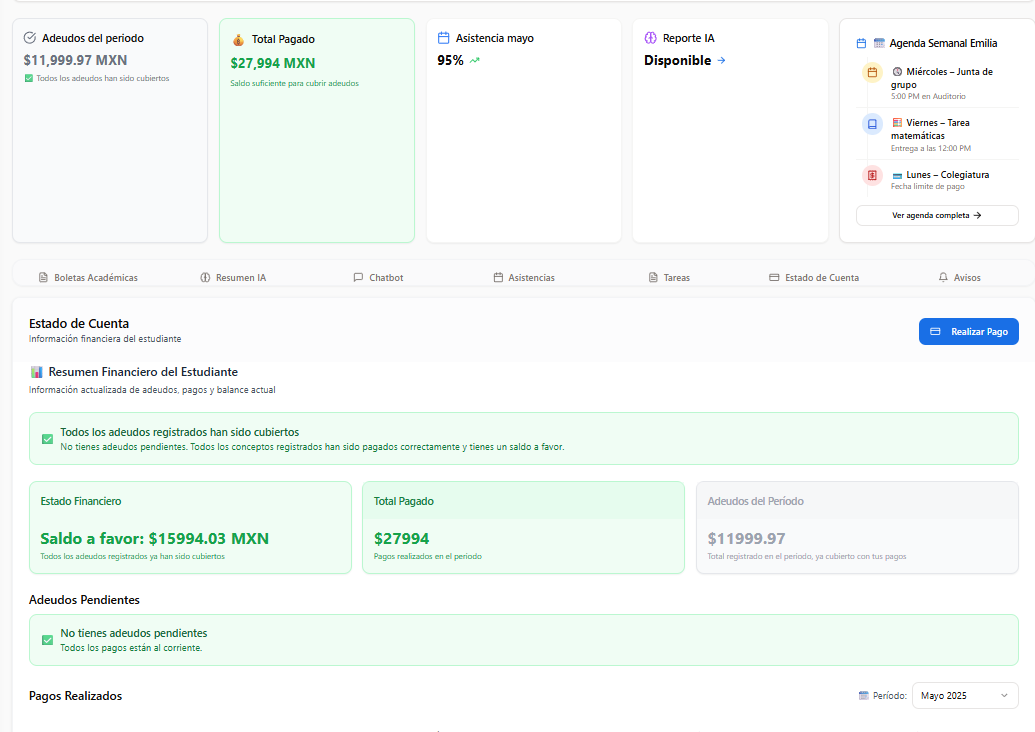 Adeudos del periodo
$11,999.97 MXN
Todos los adeudos han sido cubiertos
Total Pagado
$27,994 MXN
Saldo suficiente para cubrir adeudos
Asistencia mayo
95%
Reporte IA
Disponible →
Agenda Semanal Emilia
Miércoles – Junta de
grupo
5:00 PM en Auditorio
Viernes – Tarea
matemáticas
Entrega a las 12:00 PM
Lunes – Colegiatura
Fecha límite de pago
Ver agenda completa →
Boletas Académicas
Resumen IA
Chatbot
Asistencias
Tareas
Estado de Cuenta
Avisos
Estado de Cuenta
Información financiera del estudiante
Realizar Pago
Resumen Financiero del Estudiante
Información actualizada de adeudos, pagos y balance actual
Todos los adeudos registrados han sido cubiertos
No tienes adeudos pendientes. Todos los conceptos registrados han sido pagados correctamente y tienes un saldo a favor.
Estado Financiero
Saldo a favor: $15994.03 MXN
Todos los adeudos registrados ya han sido cubiertos
Total Pagado
$27994
Pagos realizados en el periodo
Adeudos del Período
$11999.97
Total registrado en el periodo, ya cubierto con tus pagos
Adeudos Pendientes
No tienes adeudos pendientes
Todos los pagos están al corriente.
Pagos Realizados
Período:
Mayo 2025